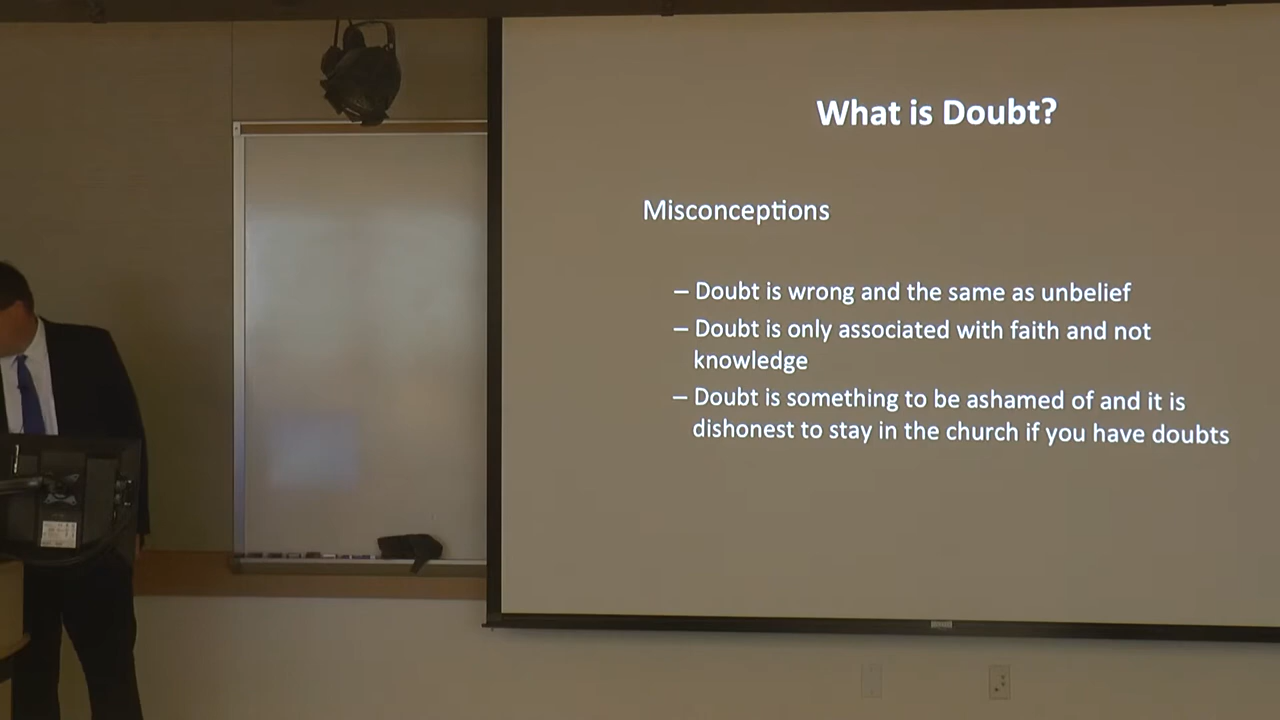 What is Doubt?
Misconceptions
– Doubt is wrong and the same as unbelief
– Doubt is only associated with faith and not
knowledge
– Doubt is something to be ashamed of and it is
dishonest to stay in the church if you have doubts